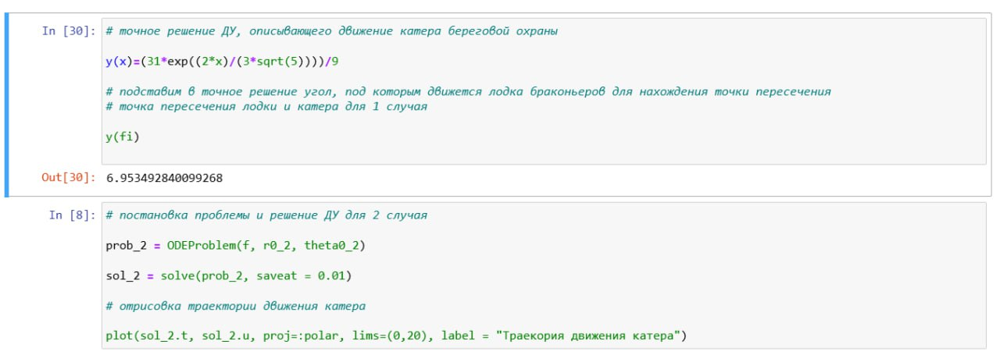 In [30]: # точное решение ДУ, описывающего движение катера береговой охраны
y(x)=(31*exp((2*x)/(3*sqrt(5))))/9
# подставим в точное решение угол, под которым движется лодка браконьеров для нахождения точки пересечения
# точка пересечения лодки и катера для 1 случая
y(fi)
Out[30]: 6.953492840099268
In [8]: # постановка проблемы и решение ДУ для 2 случая
prob_2 = ODEProblem(f, r0_2, theta0_2)
sol_2 = solve(prob_2, saveat = 0.01)
# отрисовка траектории движения катера
plot(sol_2.t, sol_2.u, proj=:polar, lims=(0,20), label = "Траекория движения катера")